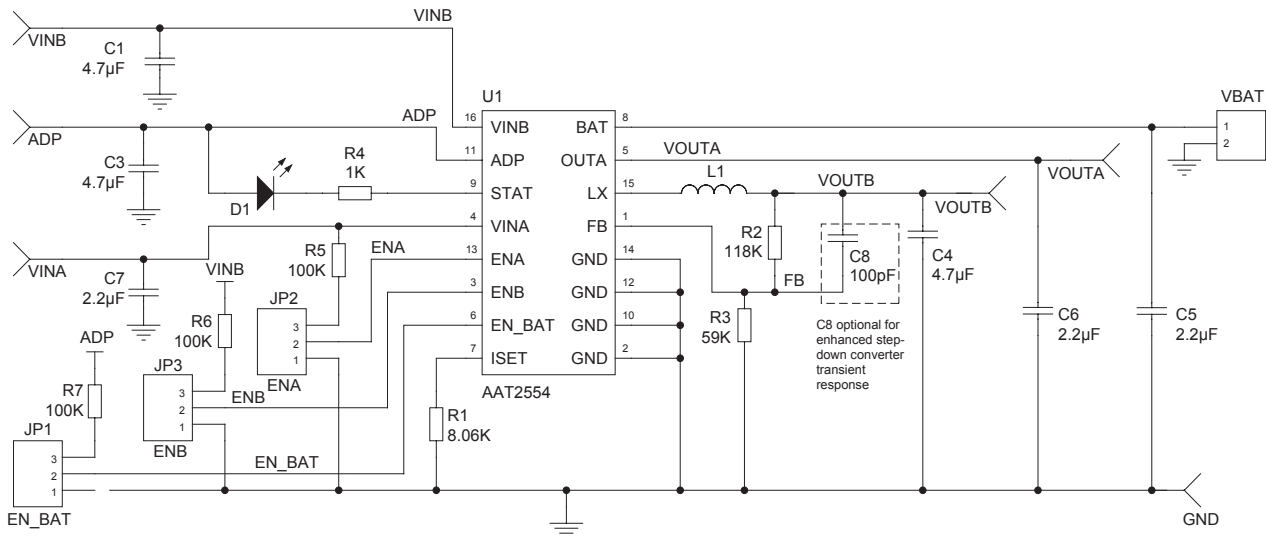 VINB
VINB
C1
4.7µF
U1
ADP
ADP
C3
4.7µF
D1
R4
1K
16 VINB
11 ADP
9 STAT
4 VINA
13 ENA
3 ENB
6 EN_BAT
7 ISET
BAT 8
OUTA 5
LX 15
FB 1
GND 14
GND 12
GND 10
GND 2
AAT2554
VBAT
1
2
VOUTA
VOUTA
L1
VOUTB
VOUTB
R2
118K
C8
100pF
C4
4.7µF
FB
R3
59K
C8 optional for
enhanced step-
down converter
transient
response
C6
2.2µF
C5
2.2µF
VINA
C7
2.2µF
R5
100K
ENA
VINB
R6
100K
JP2
3
2
1
ENA
ADP
R7
100K
JP3
3
2
1
ENB
ENB
JP1
3
2
1
EN_BAT
EN_BAT
R1
8.06K
GND